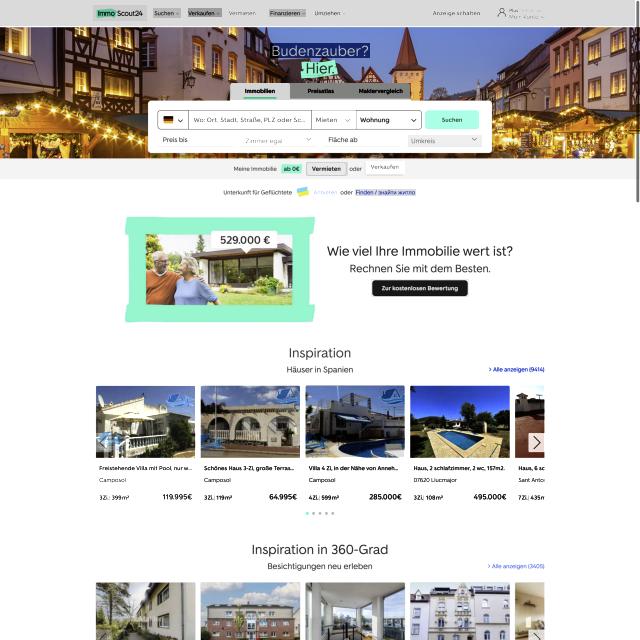 Immo Scout24
Suchen
Verkaufen
Vermieten
Finanzieren
Umziehen
Anzeige schalten
Plus
Mein Konto
Budenzauber?
Hier.
Immobilien
Preisatlas
Maklervergleich
Wo: Ort, Stadt, Straße, PLZ oder Sc...
Mieten
Wohnung
Suchen
Preis bis
Zimmer egal
Fläche ab
Umkreis
Meine Immobilie ab 0€ Vermieten oder Verkaufen
Unterkunft für Geflüchtete Anbieten oder Finden / знайти житло
529.000 €
Wie viel Ihre Immobilie wert ist?
Rechnen Sie mit dem Besten.
Zur kostenlosen Bewertung
Inspiration
Häuser in Spanien
> Alle anzeigen (9414)
Freistehende Villa mit Pool, nur w...
Camposol
3Zi.: 399m² 119.995€
Schönes Haus 3-Zi, große Terras...
Camposol
3Zi.: 119m² 64.995€
Villa 4 Zi, in der Nähe von Anneh...
Camposol
4Zi.: 599m² 285.000€
Haus, 2 schlafzimmer, 2 wc, 157m2.
07620 Llucmajor
3Zi.: 108m² 495.000€
Haus, 6 sc
Sant Anto
7Zi.: 435m
Inspiration in 360-Grad
Besichtigungen neu erleben
> Alle anzeigen (3405)